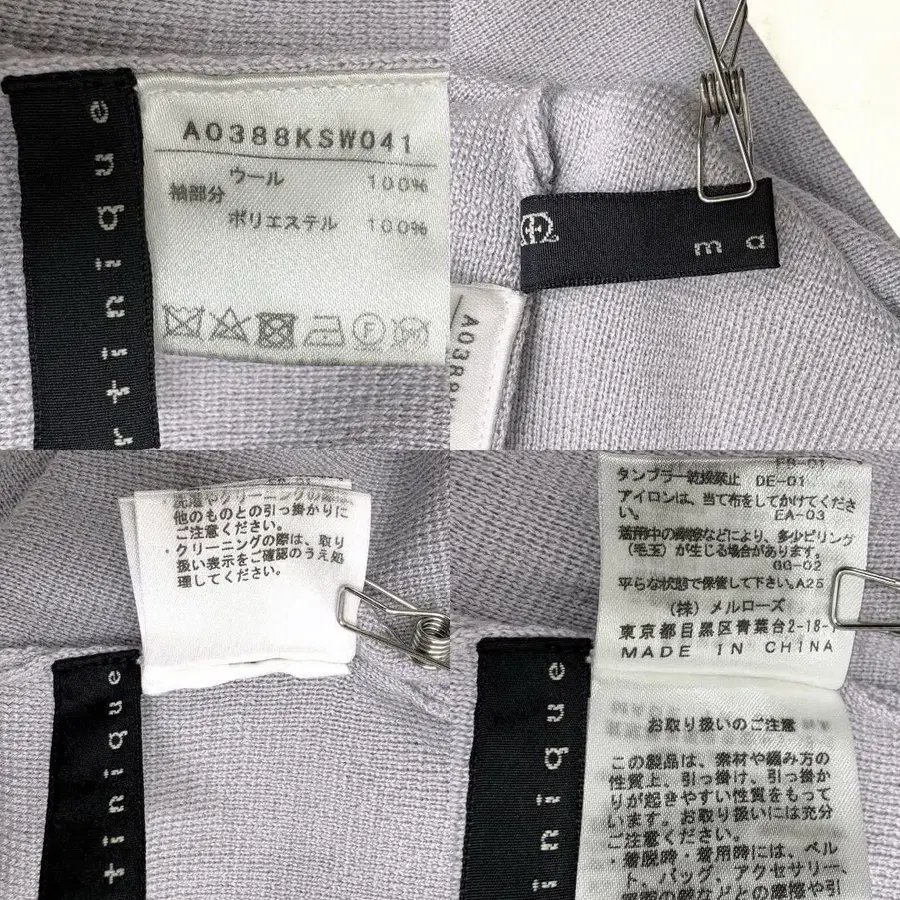 tinique
A0388KSW041
ウール 100%
袖部分
ポリエステル 100%
ma
A038
他のものとの引っ掛かりに
ご注意ください。
・クリーニングの際は、取り
扱い表示をご確認のうえ処
理してください。
tinique
タンブラー乾燥禁止 DE-01
アイロンは、当て布をしてかけてくださ
い。 EA-03
着用中の摩擦などにより、多少ピリング
(毛玉)が生じる場合があります。
GG-02
平らな状態で保管して下さい。A25
(株)メルローズ
東京都目黒区青葉台2-18-
MADE IN CHINA
inique
お取り扱いのご注意
この製品は、素材や編み方の
性質上、引っ掛け、引っ掛か
りが起きやすい性質をもって
います。お取り扱いには充分
ご注意ください。
・着脱時・着用時には、ベル
ト、バッグ、アクセサリー、